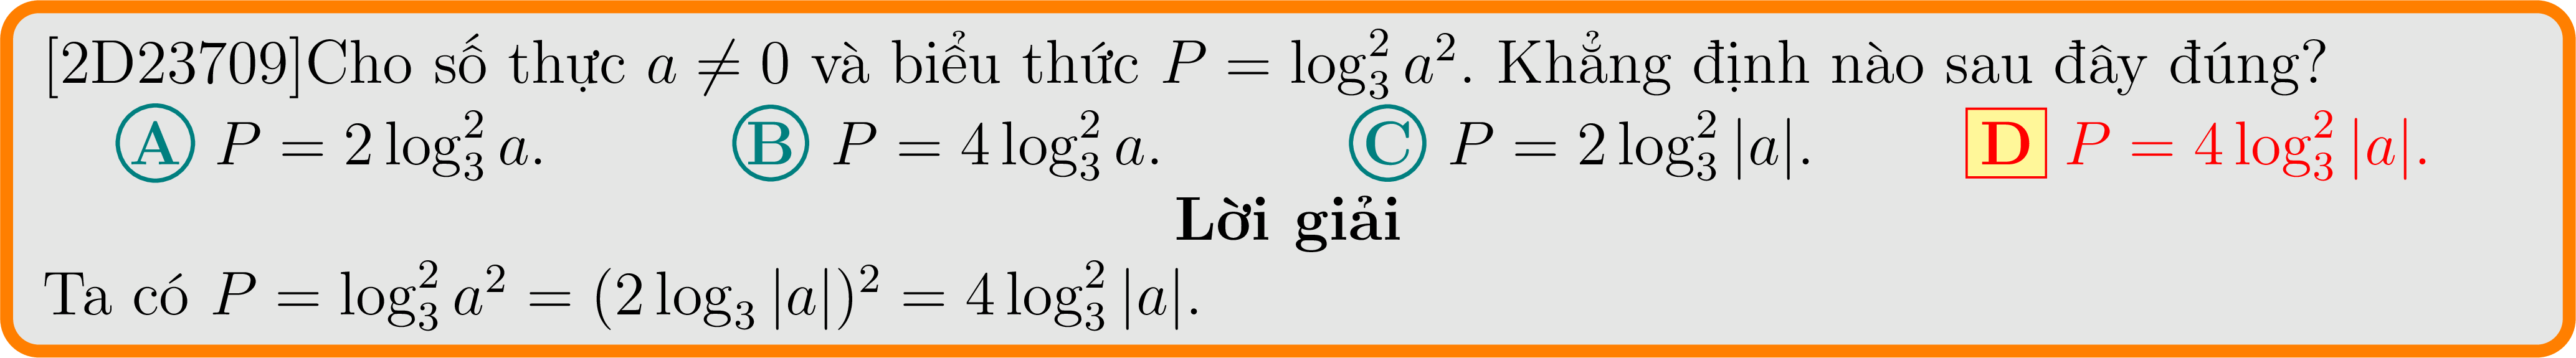 [2D23709]Cho số thực $a \neq 0$ và biểu thức $P = \log_3^2 a^2$. Khẳng định nào sau đây đúng?
A $P = 2\log_3^2 a$. B $P = 4\log_3^2 a$. C $P = 2\log_3^2 |a|$. D $P = 4\log_3^2 |a|$.
Lời giải
Ta có $P = \log_3^2 a^2 = (2\log_3 |a|)^2 = 4\log_3^2 |a|$.